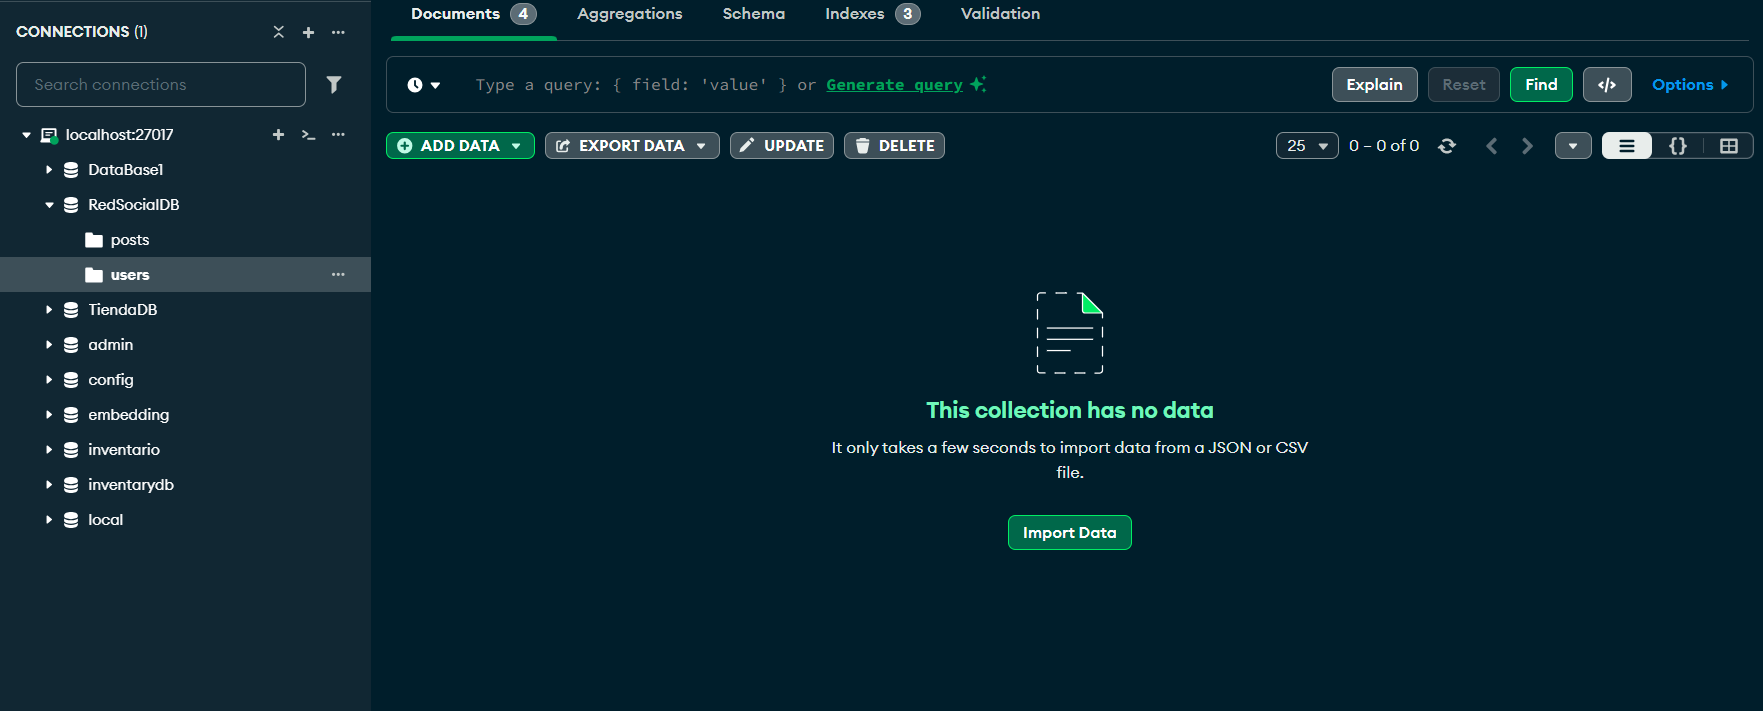 CONNECTIONS (1)
Search connections
localhost:27017
DataBase1
RedSocialDB
posts
users
TiendaDB
admin
config
embedding
inventario
inventarydb
local
Documents 4 Aggregations Schema Indexes 3 Validation
Type a query: { field: 'value' } or Generate query Explain Reset Find </> Options
ADD DATA EXPORT DATA UPDATE DELETE 25 0 – 0 of 0 {}
This collection has no data
It only takes a few seconds to import data from a JSON or CSV
file.
Import Data